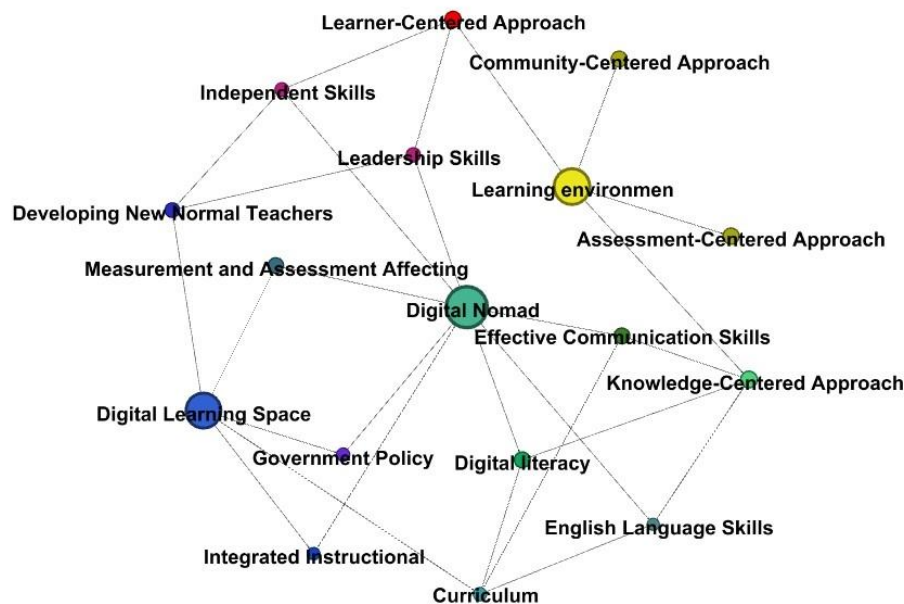 Learner-Centered Approach
Community-Centered Approach
Independent Skills
Leadership Skills
Learning environmen
Developing New Normal Teachers
Assessment-Centered Approach
Measurement and Assessment Affecting
Digital Nomad
Effective Communication Skills
Knowledge-Centered Approach
Digital Learning Space
Government Policy
Digital literacy
English Language Skills
Integrated Instructional
Curriculum